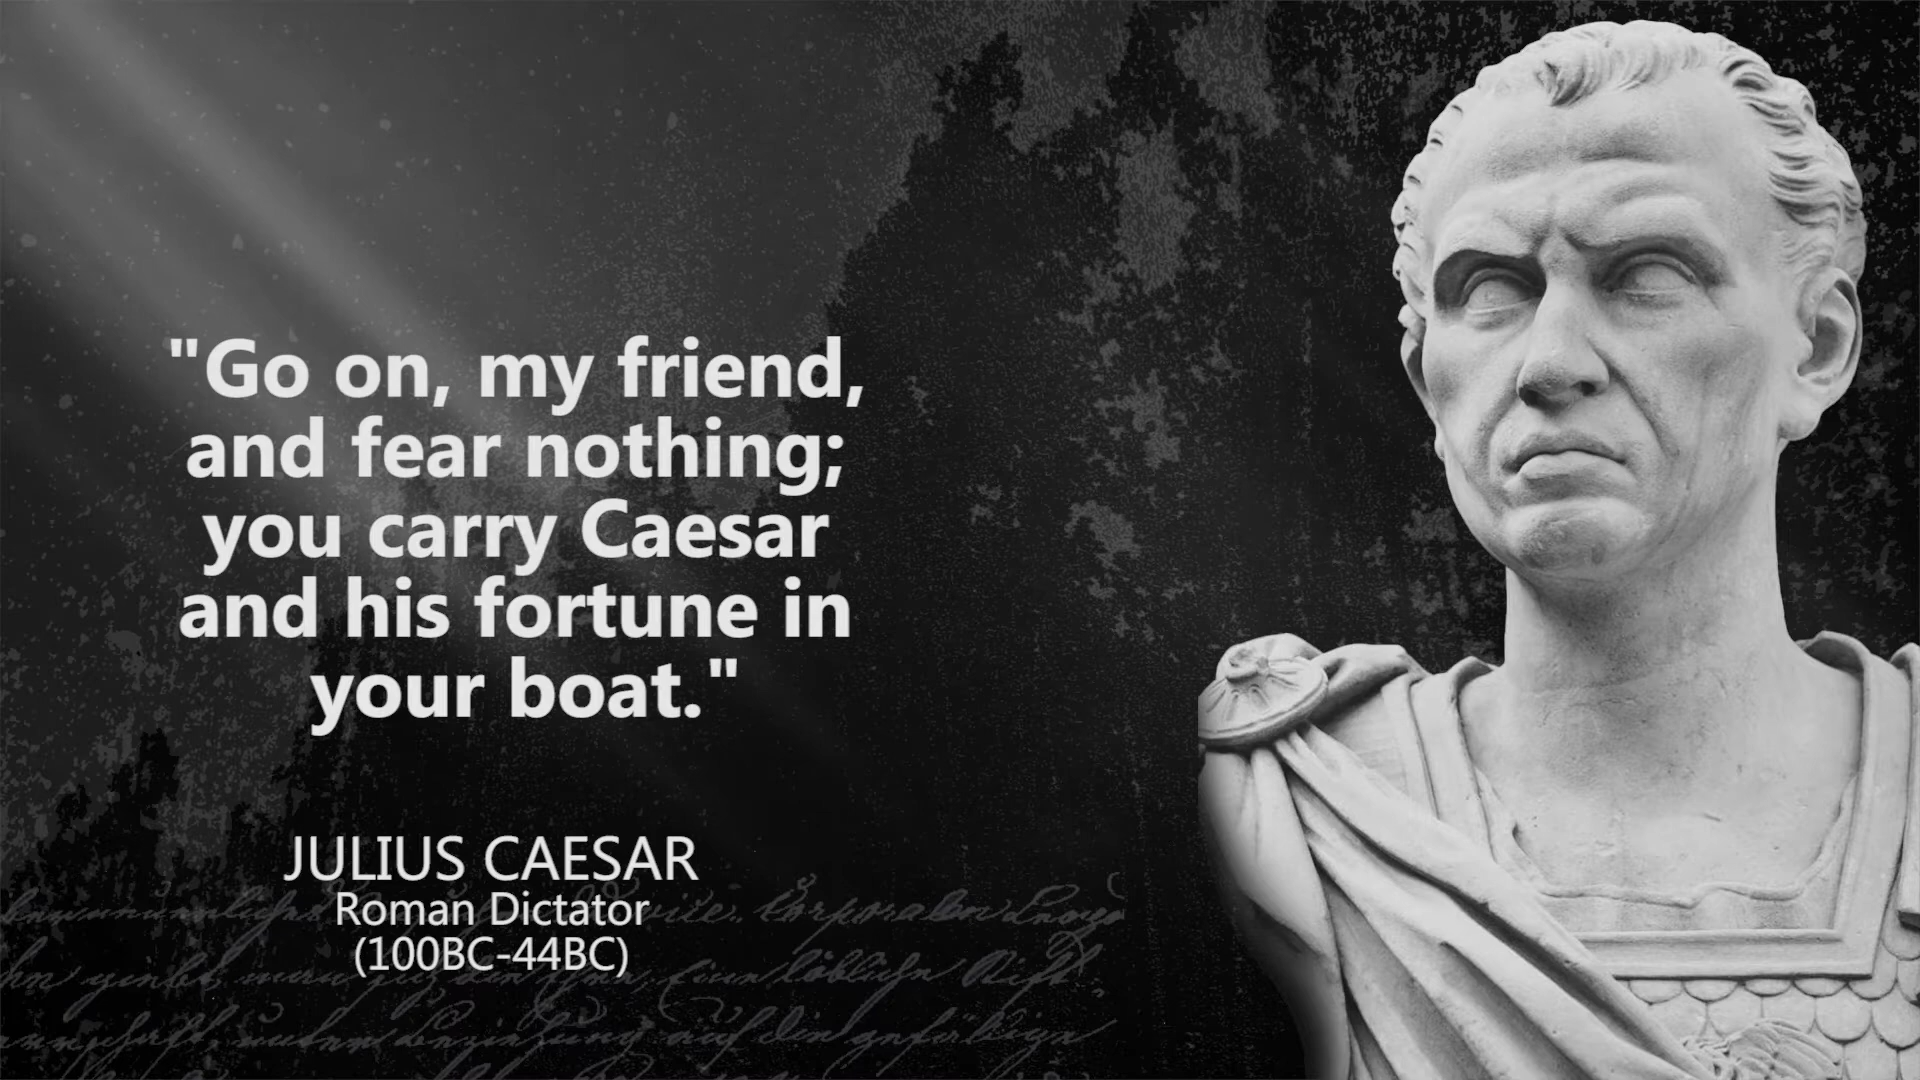 "Go on, my friend,
and fear nothing;
you carry Caesar
and his fortune in
your boat."
JULIUS CAESAR
Roman Dictator
(100BC-44BC)